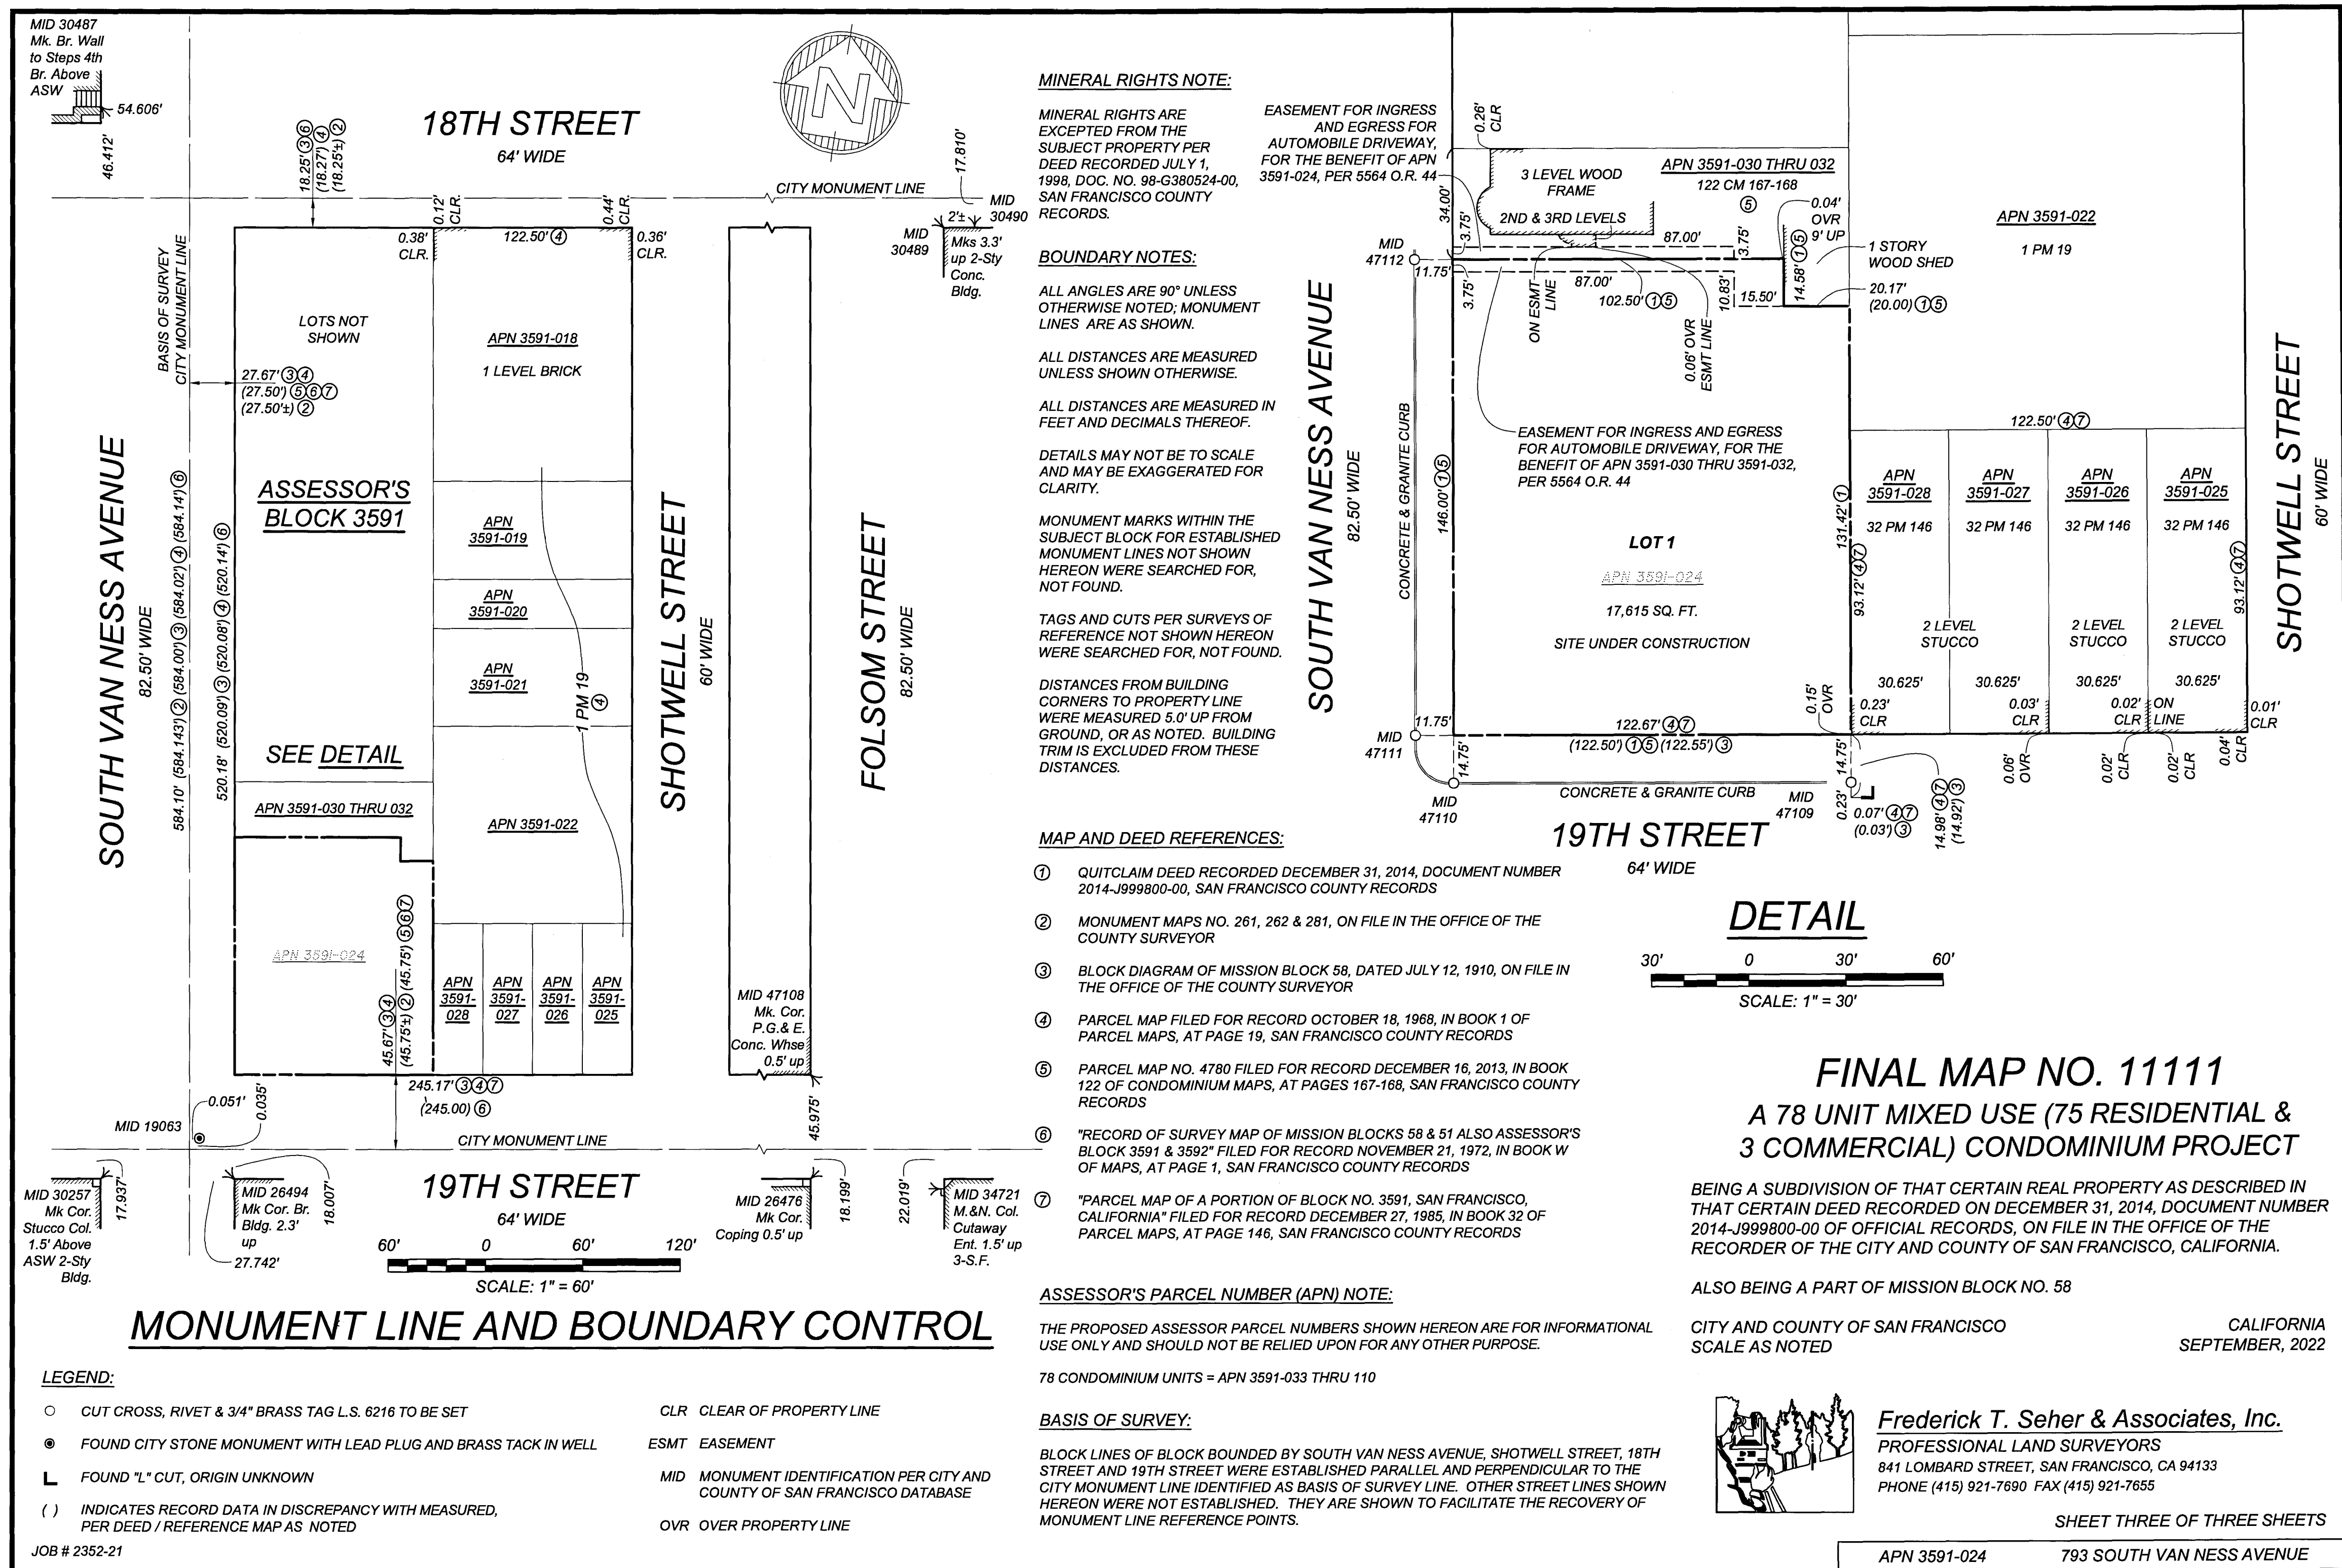 MID 30487
Mk. Br. Wall
to Steps 4th
Br. Above
ASW
54.606'
46.412'
18.25' ③⑥
(18.27') ④
(18.25'±) ②
18TH STREET
64' WIDE
N
CITY MONUMENT LINE
17.810'
MID
30490
2'±
MID
30489
Mks 3.3'
up 2-Sty
Conc.
Bldg.
BASIS OF SURVEY
CITY MONUMENT LINE
0.12'
CLR.
0.44'
CLR.
0.38'
CLR.
122.50' ④
0.36'
CLR.
LOTS NOT
SHOWN
APN 3591-018
1 LEVEL BRICK
27.67' ③④
(27.50') ⑤⑥⑦
(27.50'±) ②
SOUTH VAN NESS AVENUE
82.50' WIDE
584.10' (584.143') ② (584.00') ③ (584.02') ④ (584.14') ⑥
520.18' (520.09') ③ (520.08') ④ (520.14') ⑥
ASSESSOR'S
BLOCK 3591
APN
3591-019
APN
3591-020
APN
3591-021
1 PM 19
④
SHOTWELL STREET
60' WIDE
FOLSOM STREET
82.50' WIDE
SEE DETAIL
APN 3591-030 THRU 032
APN 3591-022
APN 3591-024
45.67' ③④
(45.75'±) ② (45.75') ⑤⑥⑦
APN
3591-
028
APN
3591-
027
APN
3591-
026
APN
3591-
025
MID 47108
Mk. Cor.
P.G.& E.
Conc. Whse
0.5' up
245.17' ③④⑦
(245.00) ⑥
0.051'
0.035'
MID 19063
CITY MONUMENT LINE
45.975'
MID 30257
Mk Cor.
Stucco Col.
1.5' Above
ASW 2-Sty
Bldg.
17.937'
MID 26494
Mk Cor. Br.
Bldg. 2.3'
up
18.007'
27.742'
19TH STREET
64' WIDE
MID 26476
Mk Cor.
Coping 0.5' up
18.199'
22.019'
MID 34721
M.&N. Col.
Cutaway
Ent. 1.5' up
3-S.F.
60' 0 60' 120'
SCALE: 1" = 60'
MONUMENT LINE AND BOUNDARY CONTROL
LEGEND:
CUT CROSS, RIVET & 3/4" BRASS TAG L.S. 6216 TO BE SET
FOUND CITY STONE MONUMENT WITH LEAD PLUG AND BRASS TACK IN WELL
FOUND "L" CUT, ORIGIN UNKNOWN
( ) INDICATES RECORD DATA IN DISCREPANCY WITH MEASURED,
PER DEED / REFERENCE MAP AS NOTED
CLR CLEAR OF PROPERTY LINE
ESMT EASEMENT
MID MONUMENT IDENTIFICATION PER CITY AND
COUNTY OF SAN FRANCISCO DATABASE
OVR OVER PROPERTY LINE
JOB # 2352-21
MINERAL RIGHTS NOTE:
MINERAL RIGHTS ARE
EXCEPTED FROM THE
SUBJECT PROPERTY PER
DEED RECORDED JULY 1,
1998, DOC. NO. 98-G380524-00,
SAN FRANCISCO COUNTY
RECORDS.
BOUNDARY NOTES:
ALL ANGLES ARE 90° UNLESS
OTHERWISE NOTED; MONUMENT
LINES ARE AS SHOWN.
ALL DISTANCES ARE MEASURED
UNLESS SHOWN OTHERWISE.
ALL DISTANCES ARE MEASURED IN
FEET AND DECIMALS THEREOF.
DETAILS MAY NOT BE TO SCALE
AND MAY BE EXAGGERATED FOR
CLARITY.
MONUMENT MARKS WITHIN THE
SUBJECT BLOCK FOR ESTABLISHED
MONUMENT LINES NOT SHOWN
HEREON WERE SEARCHED FOR,
NOT FOUND.
TAGS AND CUTS PER SURVEYS OF
REFERENCE NOT SHOWN HEREON
WERE SEARCHED FOR, NOT FOUND.
DISTANCES FROM BUILDING
CORNERS TO PROPERTY LINE
WERE MEASURED 5.0' UP FROM
GROUND, OR AS NOTED. BUILDING
TRIM IS EXCLUDED FROM THESE
DISTANCES.
MAP AND DEED REFERENCES:
① QUITCLAIM DEED RECORDED DECEMBER 31, 2014, DOCUMENT NUMBER
2014-J999800-00, SAN FRANCISCO COUNTY RECORDS
② MONUMENT MAPS NO. 261, 262 & 281, ON FILE IN THE OFFICE OF THE
COUNTY SURVEYOR
③ BLOCK DIAGRAM OF MISSION BLOCK 58, DATED JULY 12, 1910, ON FILE IN
THE OFFICE OF THE COUNTY SURVEYOR
④ PARCEL MAP FILED FOR RECORD OCTOBER 18, 1968, IN BOOK 1 OF
PARCEL MAPS, AT PAGE 19, SAN FRANCISCO COUNTY RECORDS
⑤ PARCEL MAP NO. 4780 FILED FOR RECORD DECEMBER 16, 2013, IN BOOK
122 OF CONDOMINIUM MAPS, AT PAGES 167-168, SAN FRANCISCO COUNTY
RECORDS
⑥ "RECORD OF SURVEY MAP OF MISSION BLOCKS 58 & 51 ALSO ASSESSOR'S
BLOCK 3591 & 3592" FILED FOR RECORD NOVEMBER 21, 1972, IN BOOK W
OF MAPS, AT PAGE 1, SAN FRANCISCO COUNTY RECORDS
⑦ "PARCEL MAP OF A PORTION OF BLOCK NO. 3591, SAN FRANCISCO,
CALIFORNIA" FILED FOR RECORD DECEMBER 27, 1985, IN BOOK 32 OF
PARCEL MAPS, AT PAGE 146, SAN FRANCISCO COUNTY RECORDS
ASSESSOR'S PARCEL NUMBER (APN) NOTE:
THE PROPOSED ASSESSOR PARCEL NUMBERS SHOWN HEREON ARE FOR INFORMATIONAL
USE ONLY AND SHOULD NOT BE RELIED UPON FOR ANY OTHER PURPOSE.
78 CONDOMINIUM UNITS = APN 3591-033 THRU 110
BASIS OF SURVEY:
BLOCK LINES OF BLOCK BOUNDED BY SOUTH VAN NESS AVENUE, SHOTWELL STREET, 18TH
STREET AND 19TH STREET WERE ESTABLISHED PARALLEL AND PERPENDICULAR TO THE
CITY MONUMENT LINE IDENTIFIED AS BASIS OF SURVEY LINE. OTHER STREET LINES SHOWN
HEREON WERE NOT ESTABLISHED. THEY ARE SHOWN TO FACILITATE THE RECOVERY OF
MONUMENT LINE REFERENCE POINTS.
EASEMENT FOR INGRESS
AND EGRESS FOR
AUTOMOBILE DRIVEWAY,
FOR THE BENEFIT OF APN
3591-024, PER 5564 O.R. 44
0.26'
CLR
3 LEVEL WOOD
FRAME
2ND & 3RD LEVELS
APN 3591-030 THRU 032
122 CM 167-168
⑤
0.04'
OVR
9' UP
34.00'
3.75'
87.00'
3.75'
1 STORY
WOOD SHED
APN 3591-022
1 PM 19
MID
47112
11.75'
3.75'
ON ESMT
LINE
87.00'
102.50' ①⑤
10.83'
15.50'
14.58' ①⑤
20.17'
(20.00) ①⑤
0.06' OVR
ESMT LINE
SOUTH VAN NESS AVENUE
82.50' WIDE
CONCRETE & GRANITE CURB
146.00' ①⑤
EASEMENT FOR INGRESS AND EGRESS
FOR AUTOMOBILE DRIVEWAY, FOR THE
BENEFIT OF APN 3591-030 THRU 3591-032,
PER 5564 O.R. 44
LOT 1
APN 3591-024
17,615 SQ. FT.
SITE UNDER CONSTRUCTION
131.42' ①
93.12' ④⑦
122.50' ④⑦
APN
3591-028
32 PM 146
APN
3591-027
32 PM 146
APN
3591-026
32 PM 146
APN
3591-025
32 PM 146
93.12' ④⑦
SHOTWELL STREET
60' WIDE
2 LEVEL
STUCCO
2 LEVEL
STUCCO
2 LEVEL
STUCCO
30.625'
30.625'
30.625'
30.625'
0.15'
OVR
0.23'
CLR
0.03'
CLR
0.02'
CLR
ON
LINE
0.01'
CLR
MID
47111
11.75'
14.75'
122.67' ④⑦
(122.50') ①⑤ (122.55') ③
14.75'
0.06'
OVR
0.02'
CLR
0.02'
CLR
0.04'
CLR
MID
47110
CONCRETE & GRANITE CURB
MID
47109
0.23'
0.07' ④⑦
(0.03') ③
14.98' ④⑦
(14.92') ③
19TH STREET
64' WIDE
DETAIL
30' 0 30' 60'
SCALE: 1" = 30'
FINAL MAP NO. 11111
A 78 UNIT MIXED USE (75 RESIDENTIAL &
3 COMMERCIAL) CONDOMINIUM PROJECT
BEING A SUBDIVISION OF THAT CERTAIN REAL PROPERTY AS DESCRIBED IN
THAT CERTAIN DEED RECORDED ON DECEMBER 31, 2014, DOCUMENT NUMBER
2014-J999800-00 OF OFFICIAL RECORDS, ON FILE IN THE OFFICE OF THE
RECORDER OF THE CITY AND COUNTY OF SAN FRANCISCO, CALIFORNIA.
ALSO BEING A PART OF MISSION BLOCK NO. 58
CITY AND COUNTY OF SAN FRANCISCO CALIFORNIA
SCALE AS NOTED SEPTEMBER, 2022
Frederick T. Seher & Associates, Inc.
PROFESSIONAL LAND SURVEYORS
841 LOMBARD STREET, SAN FRANCISCO, CA 94133
PHONE (415) 921-7690 FAX (415) 921-7655
SHEET THREE OF THREE SHEETS
APN 3591-024 793 SOUTH VAN NESS AVENUE